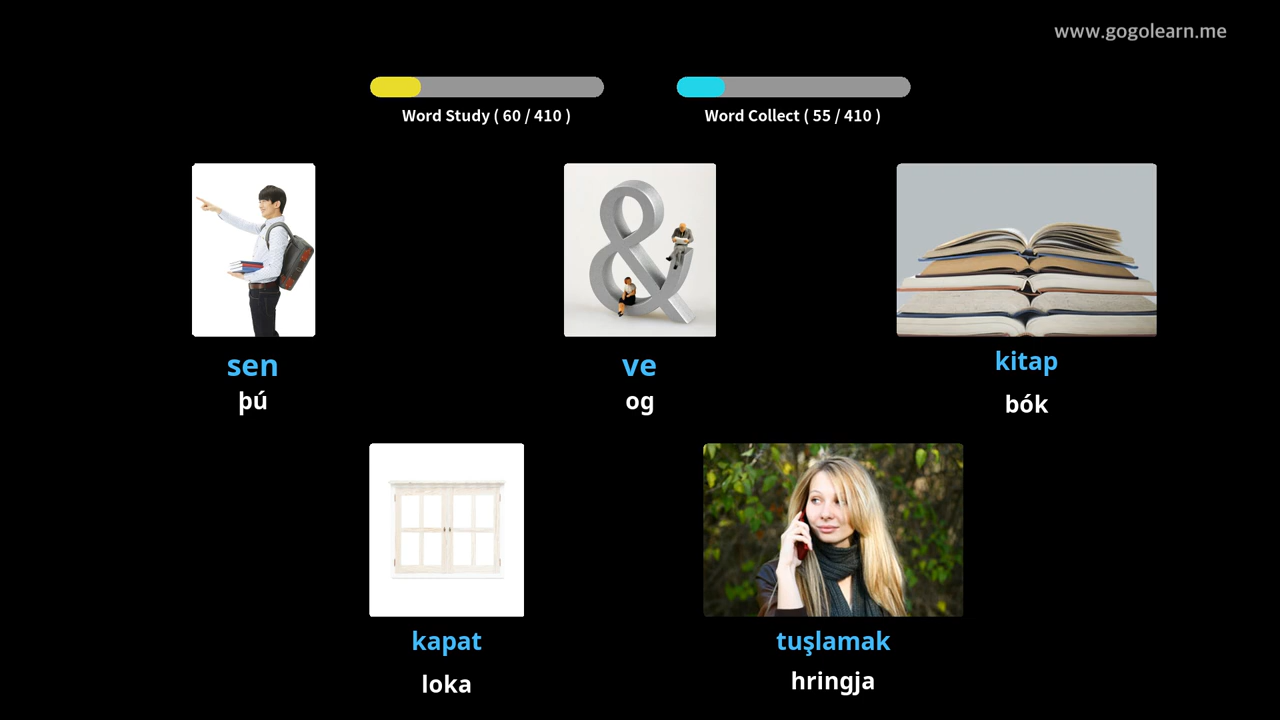 www.gogolearn.me
Word Study ( 60 / 410 )
Word Collect ( 55 / 410 )
sen
þú
ve
og
kitap
bók
kapat
loka
tuşlamak
hringja